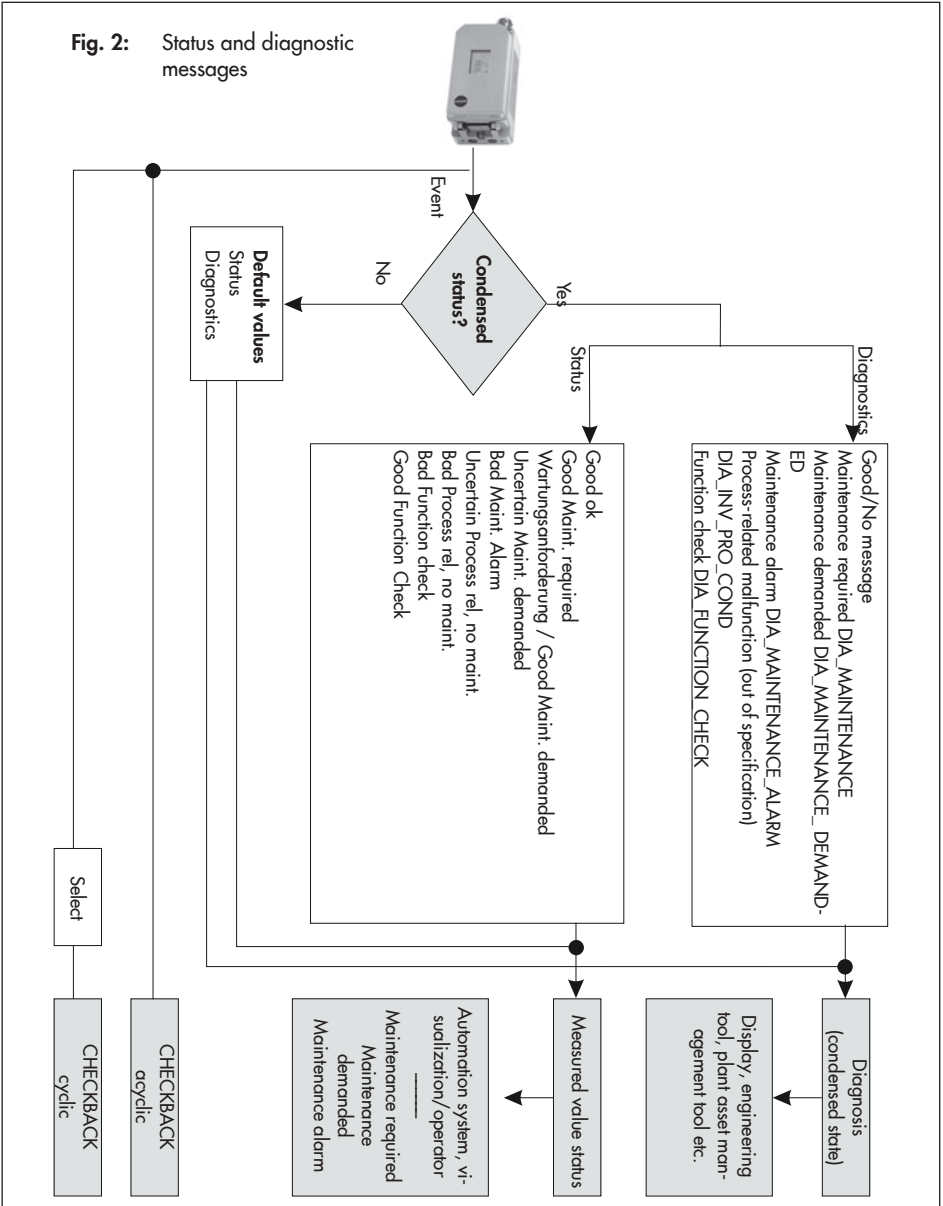 Fig. 2: Status and diagnostic
messages
Event
Condensed
status?
No
Yes
Default values
Status
Diagnostics
Diagnostics
Good/No message
Maintenance required DIA_MAINTENANCE
Maintenance demanded DIA_MAINTENANCE_ DEMAND-
ED
Maintenance alarm DIA_MAINTENANCE_ALARM
Process-related malfunction (out of specification)
DIA_INV_PRO_COND
Function check DIA_FUNCTION_CHECK
Status
Good ok
Good Maint. required
Wartungsanforderung / Good Maint. demanded
Uncertain Maint. demanded
Bad Maint. Alarm
Uncertain Process rel, no maint.
Bad Process rel, no maint.
Bad Function check
Good Function Check
Diagnosis
(condensed state)
Display, engineering
tool, plant asset man-
agement tool etc.
Measured value status
Automation system, vi-
sualization/operator
Maintenance required
Maintenance
demanded
Maintenance alarm
CHECKBACK
acyclic
Select
CHECKBACK
cyclic